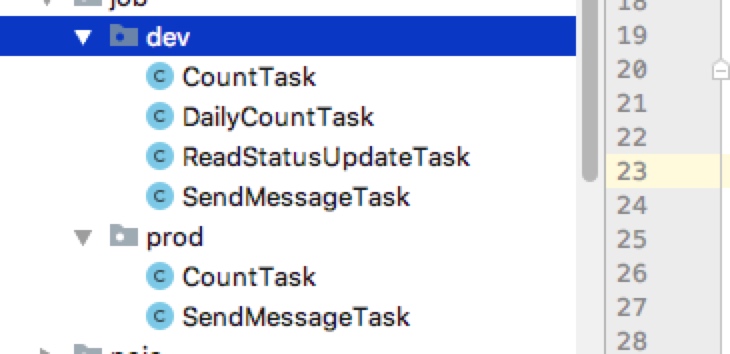 job
dev
CountTask
DailyCountTask
ReadStatusUpdateTask
SendMessageTask
prod
CountTask
SendMessageTask
18
19
20
21
22
23
24
25
26
27
28